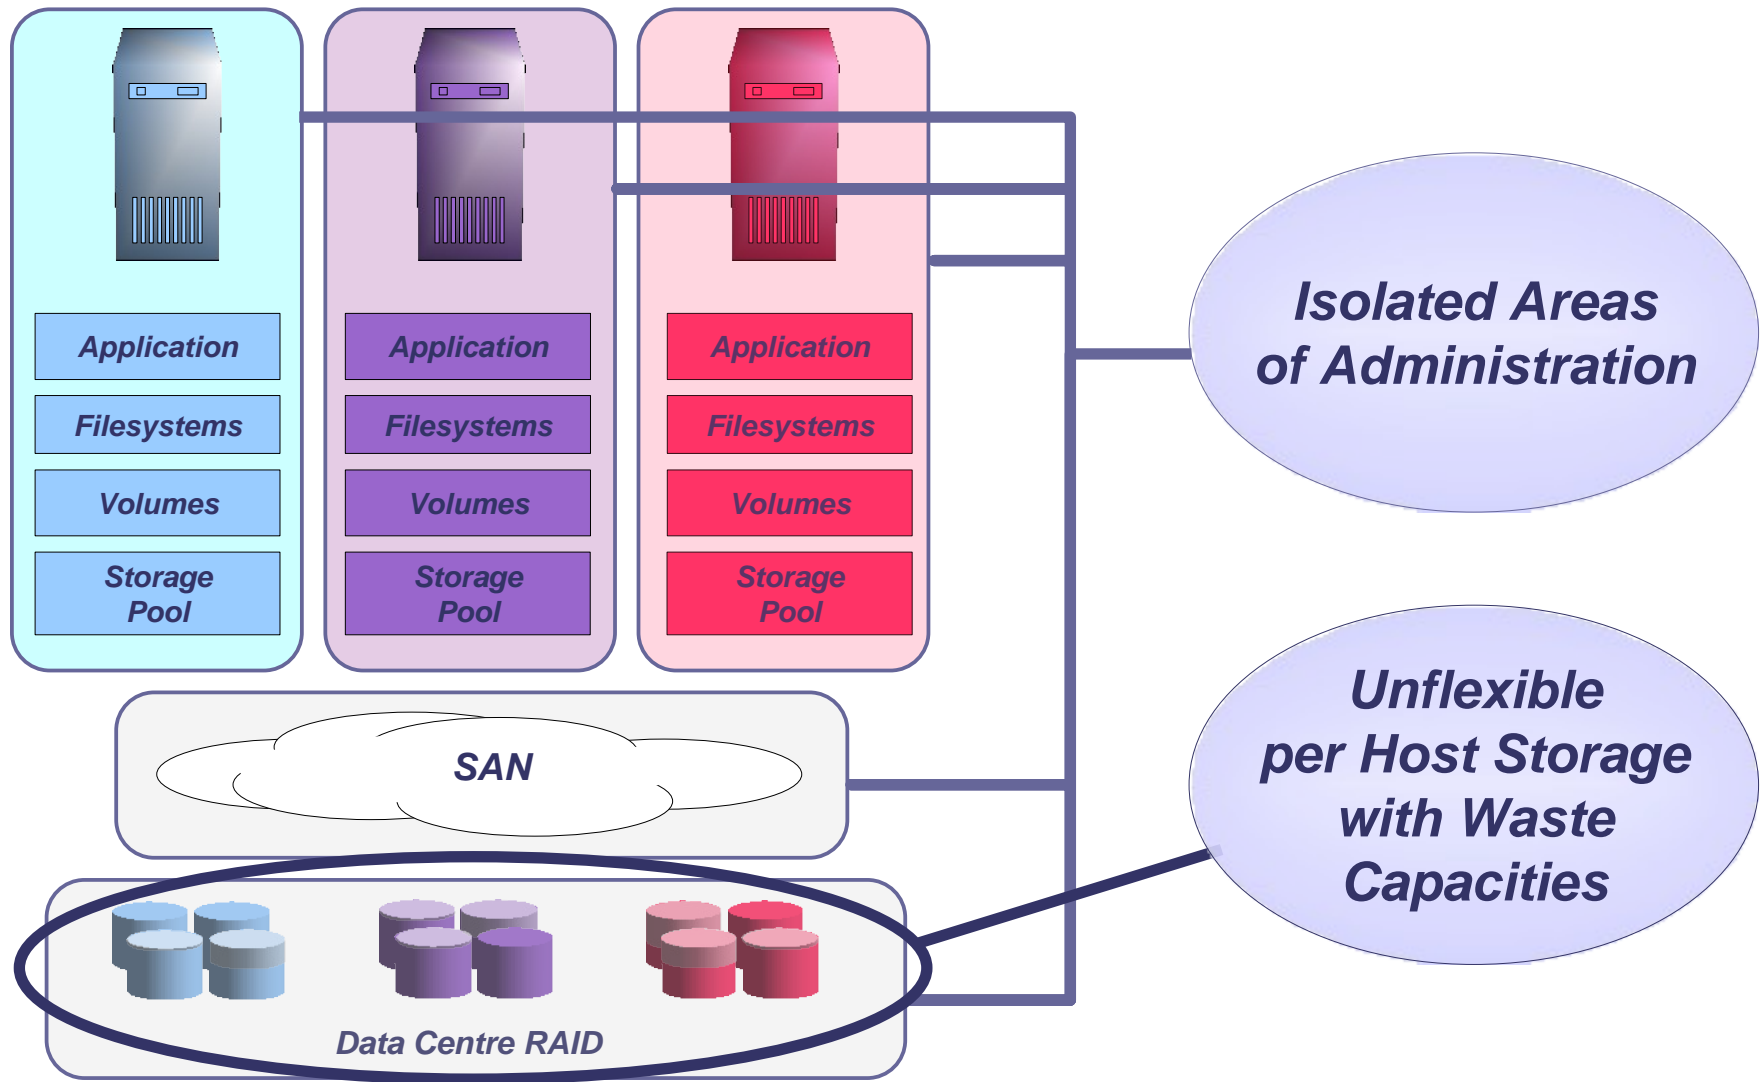 Application
Filesystems
Volumes
Storage
Pool
Application
Filesystems
Volumes
Storage
Pool
Application
Filesystems
Volumes
Storage
Pool
SAN
Data Centre RAID
Isolated Areas
of Administration
Unflexible
per Host Storage
with Waste
Capacities